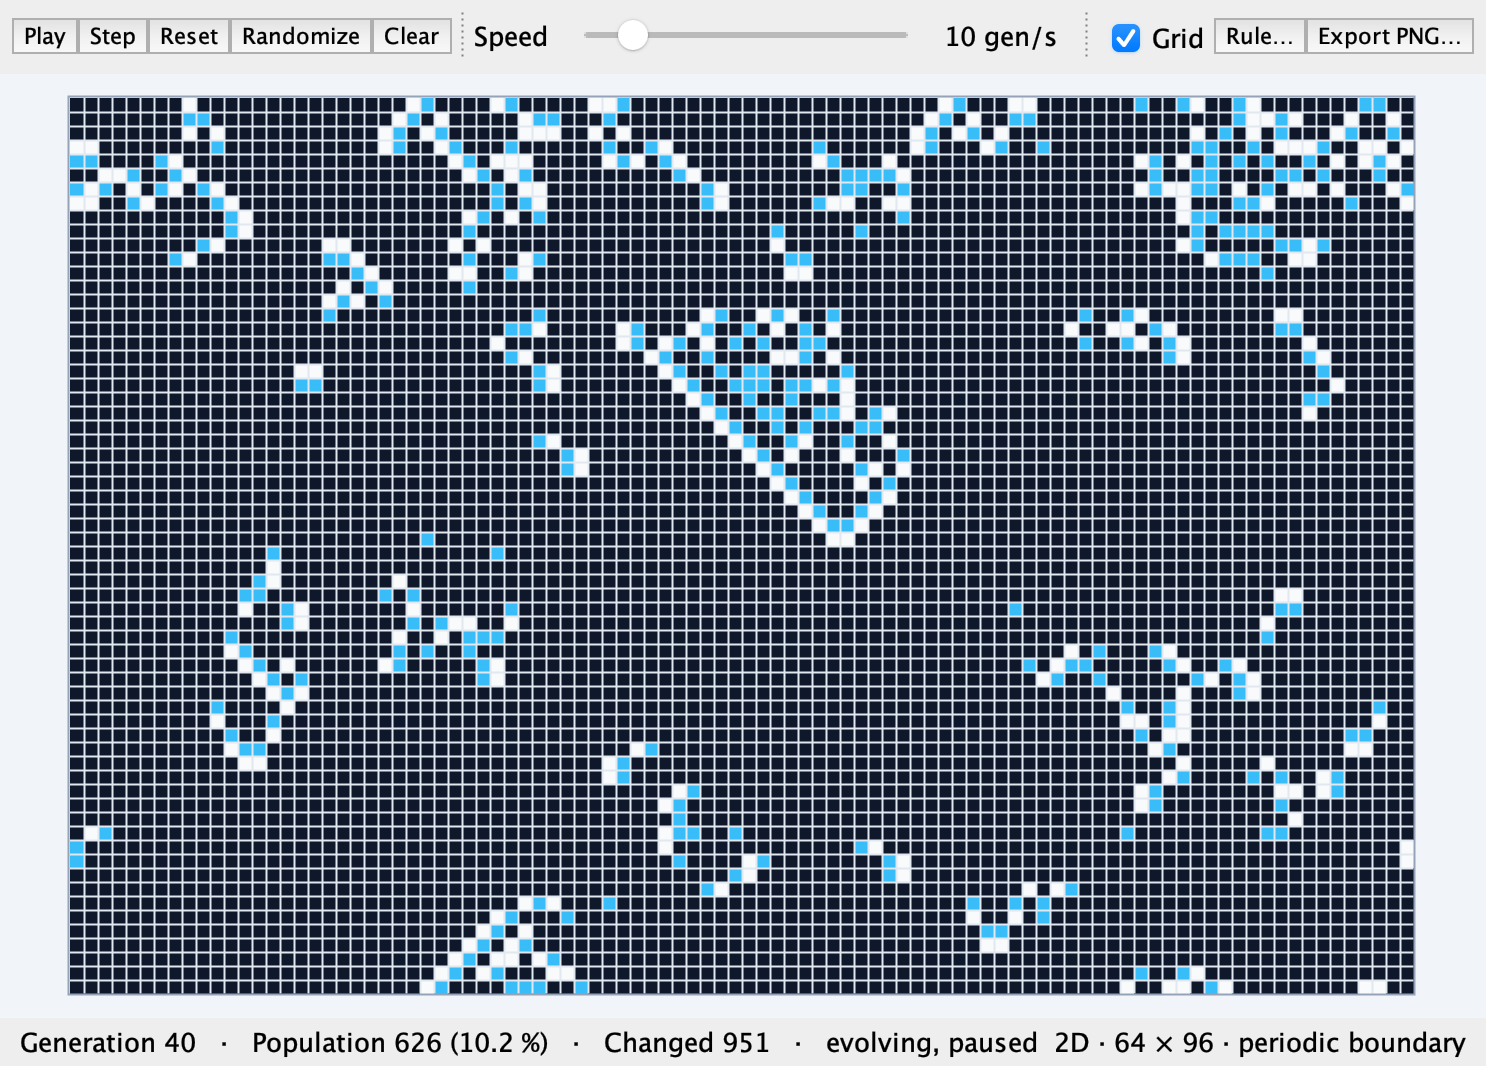 Play Step Reset Randomize Clear Speed 10 gen/s Grid Rule... Export PNG...
Generation 40 · Population 626 (10.2 %) · Changed 951 · evolving, paused 2D · 64 × 96 · periodic boundary